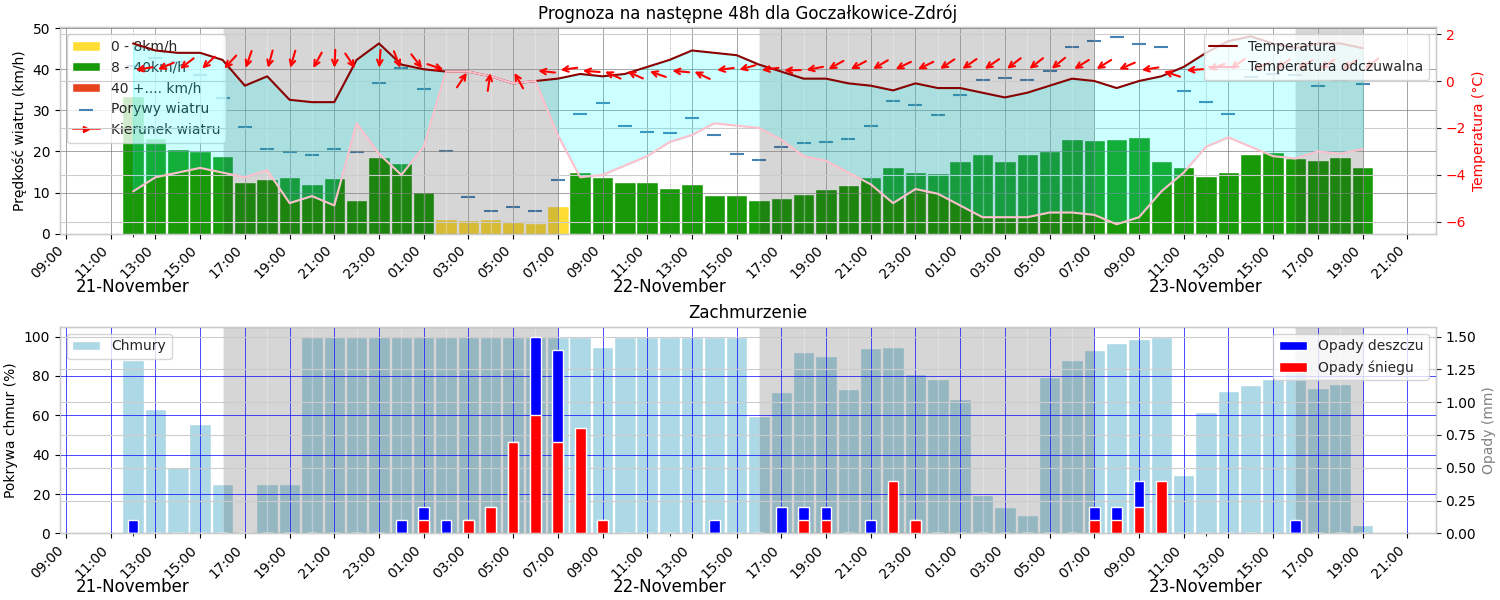 Prognoza na następne 48h dla Goczałkowice-Zdrój
Prędkość wiatru (km/h)
50
40
30
20
10
0
0 - 8km/h
8 - 40km/h
40 +.... km/h
Porywy wiatru
Kierunek wiatru
Temperatura
Temperatura odczuwalna
2
0
−2
−4
−6
Temperatura (°C)
09:00 11:00 13:00 15:00 17:00 19:00 21:00 23:00 01:00 03:00 05:00 07:00 09:00 11:00 13:00 15:00 17:00 19:00 21:00 23:00 01:00 03:00 05:00 07:00 09:00 11:00 13:00 15:00 17:00 19:00 21:00
21-November 22-November 23-November
Zachmurzenie
Pokrywa chmur (%)
100
80
60
40
20
0
Chmury
Opady deszczu
Opady śniegu
1.50
1.25
1.00
0.75
0.50
0.25
0.00
Opady (mm)
09:00 11:00 13:00 15:00 17:00 19:00 21:00 23:00 01:00 03:00 05:00 07:00 09:00 11:00 13:00 15:00 17:00 19:00 21:00 23:00 01:00 03:00 05:00 07:00 09:00 11:00 13:00 15:00 17:00 19:00 21:00
21-November 22-November 23-November